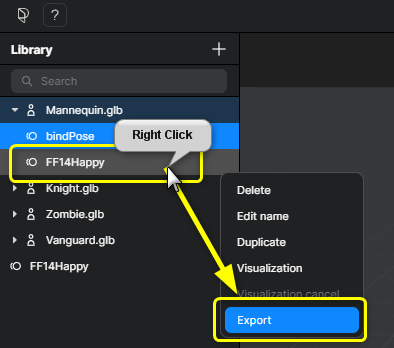 ?
Library
Search
Mannequin.glb
bindPose
Right Click
FF14Happy
Knight.glb
Zombie.glb
Vanguard.glb
FF14Happy
Delete
Edit name
Duplicate
Visualization
Visualization cancel
Export